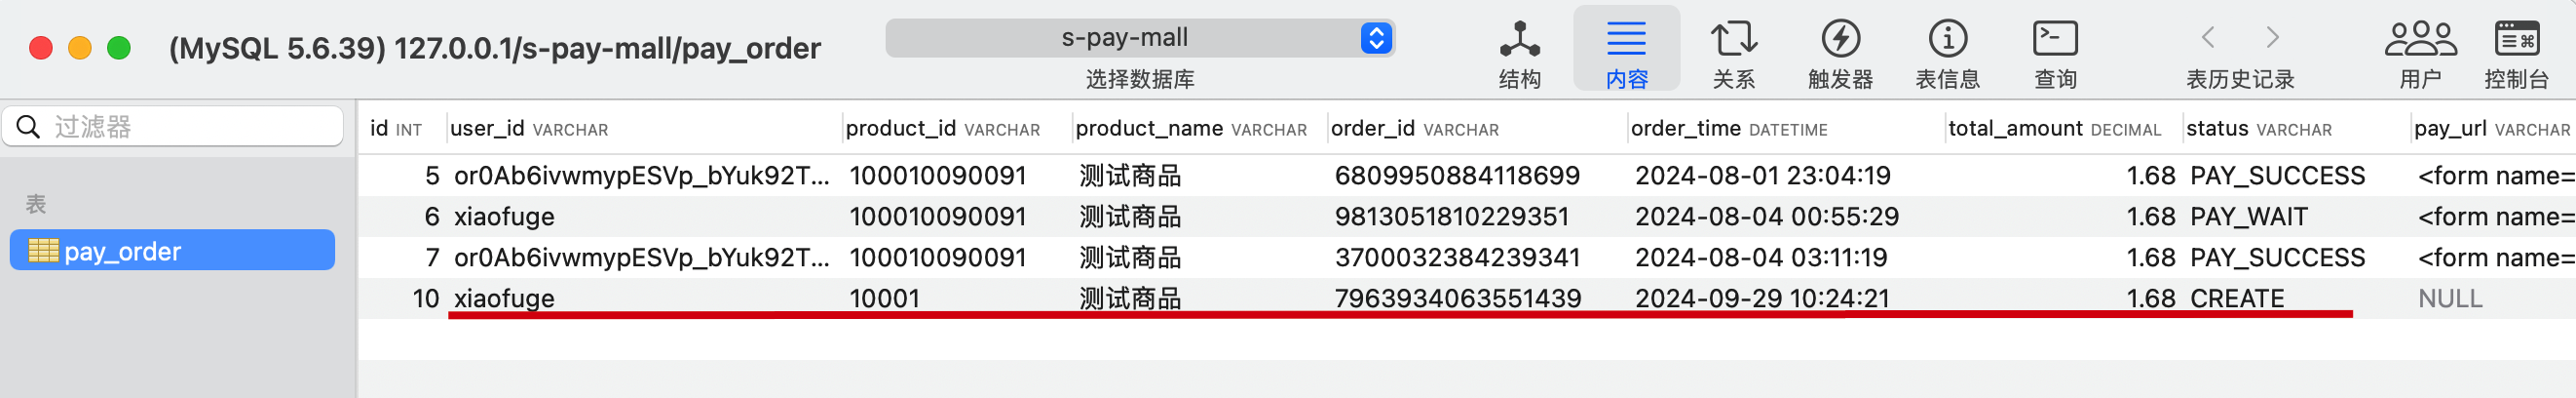 (MySQL 5.6.39) 127.0.0.1/s-pay-mall/pay_order
s-pay-mall
选择数据库
结构
内容
关系
触发器
表信息
查询
表历史记录
用户
控制台
过滤器
表
pay_order
id INT user_id VARCHAR product_id VARCHAR product_name VARCHAR order_id VARCHAR order_time DATETIME total_amount DECIMAL status VARCHAR pay_url VARCHAR
5 or0Ab6ivwmypESVp_bYuk92T... 100010090091 测试商品 6809950884118699 2024-08-01 23:04:19 1.68 PAY_SUCCESS <form name=
6 xiaofuge 100010090091 测试商品 9813051810229351 2024-08-04 00:55:29 1.68 PAY_WAIT <form name=
7 or0Ab6ivwmypESVp_bYuk92T... 100010090091 测试商品 3700032384239341 2024-08-04 03:11:19 1.68 PAY_SUCCESS <form name=
10 xiaofuge 10001 测试商品 7963934063551439 2024-09-29 10:24:21 1.68 CREATE NULL